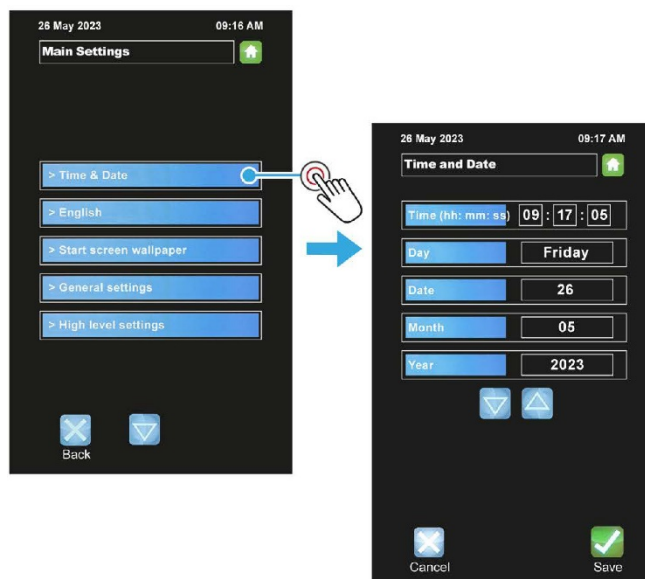 26 May 2023 09:16 AM
Main Settings
> Time & Date
> English
> Start screen wallpaper
> General settings
> High level settings
Back
26 May 2023 09:17 AM
Time and Date
Time (hh: mm: ss) 09 : 17 : 05
Day Friday
Date 26
Month 05
Year 2023
Cancel Save